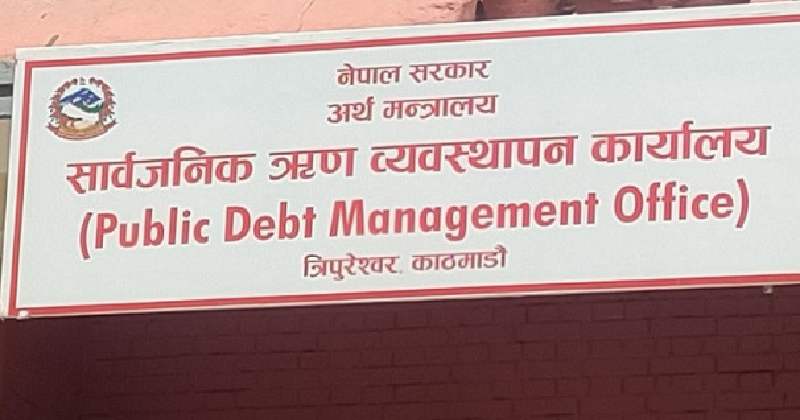 नेपाल सरकार
अर्थ मन्त्रालय
सार्वजनिक ऋण व्यवस्थापन कार्यालय
(Public Debt Management Office)
त्रिपुरेश्वर, काठमाडौ